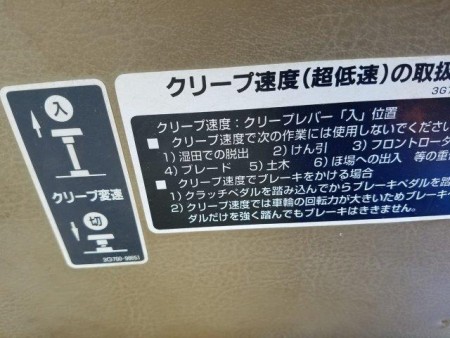 入
クリープ変速
切
3C(700-98651
クリープ速度(超低速)の取扱
3G7
クリープ速度:クリープレバー「入」位置
■ クリープ速度で次の作業には使用しないでください
1)湿田での脱出 2)けん引 3)フロントローダ
4)ブレード 5)土木 6)ほ場への出入 等の重
■ クリープ速度でブレーキをかける場合
1)クラッチペダルを踏み込んでからブレーキペダルを踏
2)クリープ速度では車輪の回転力が大きいためブレーキペ
ダルだけを強く踏んでもブレーキはききません。